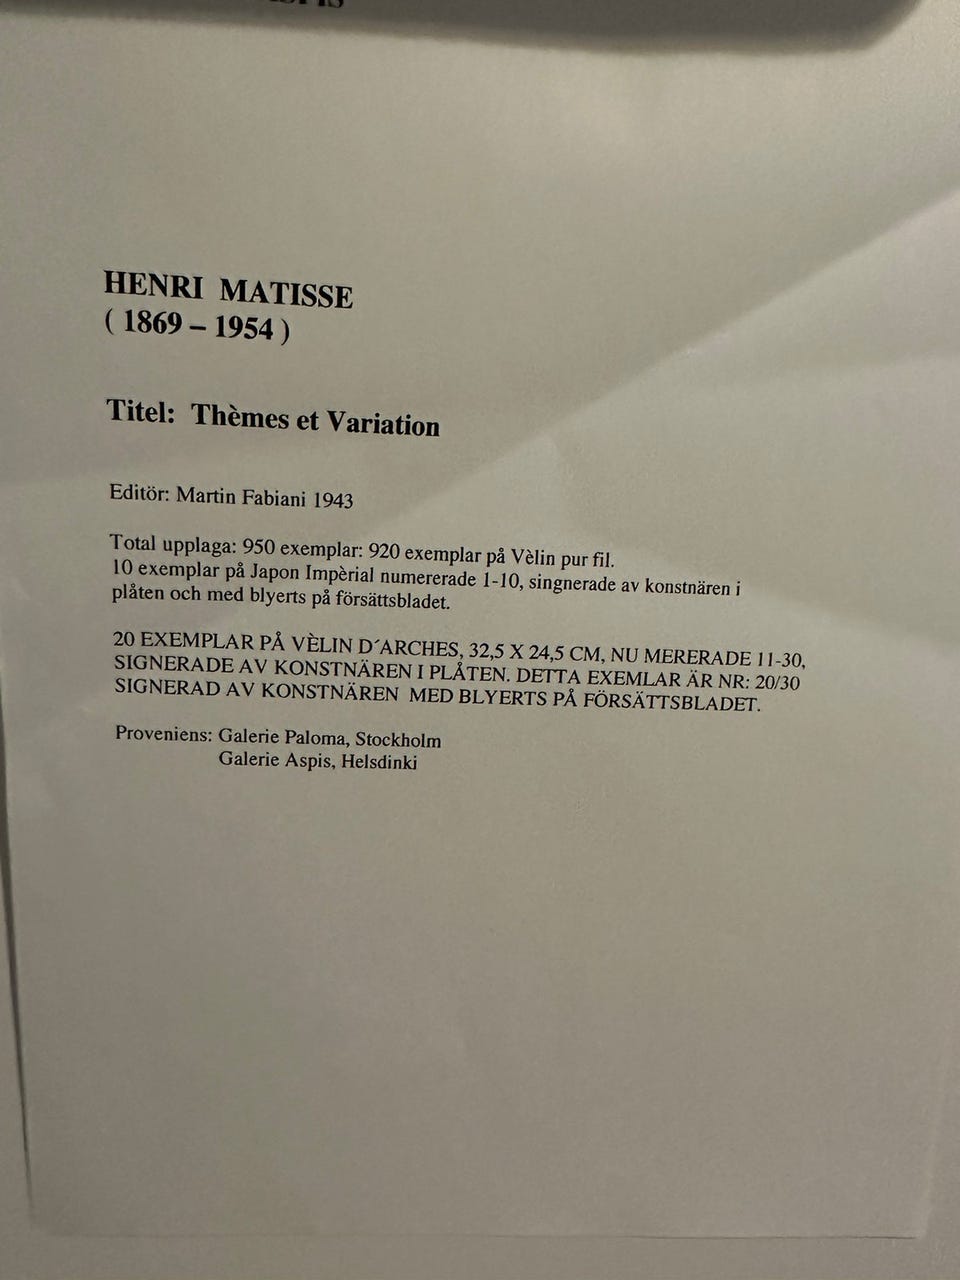 HENRI MATISSE
( 1869 – 1954 )
Titel: Thèmes et Variation
Editör: Martin Fabiani 1943
Total upplaga: 950 exemplar: 920 exemplar på Vèlin pur fil.
10 exemplar på Japon Impèrial numererade 1-10, singnerade av konstnären i
plåten och med blyerts på försättsbladet.
20 EXEMPLAR PÅ VÈLIN D´ARCHES, 32,5 X 24,5 CM, NU MERERADE 11-30,
SIGNERADE AV KONSTNÄREN I PLÅTEN. DETTA EXEMLAR ÄR NR: 20/30
SIGNERAD AV KONSTNÄREN MED BLYERTS PÅ FÖRSÄTTSBLADET.
Proveniens: Galerie Paloma, Stockholm
Galerie Aspis, Helsdinki